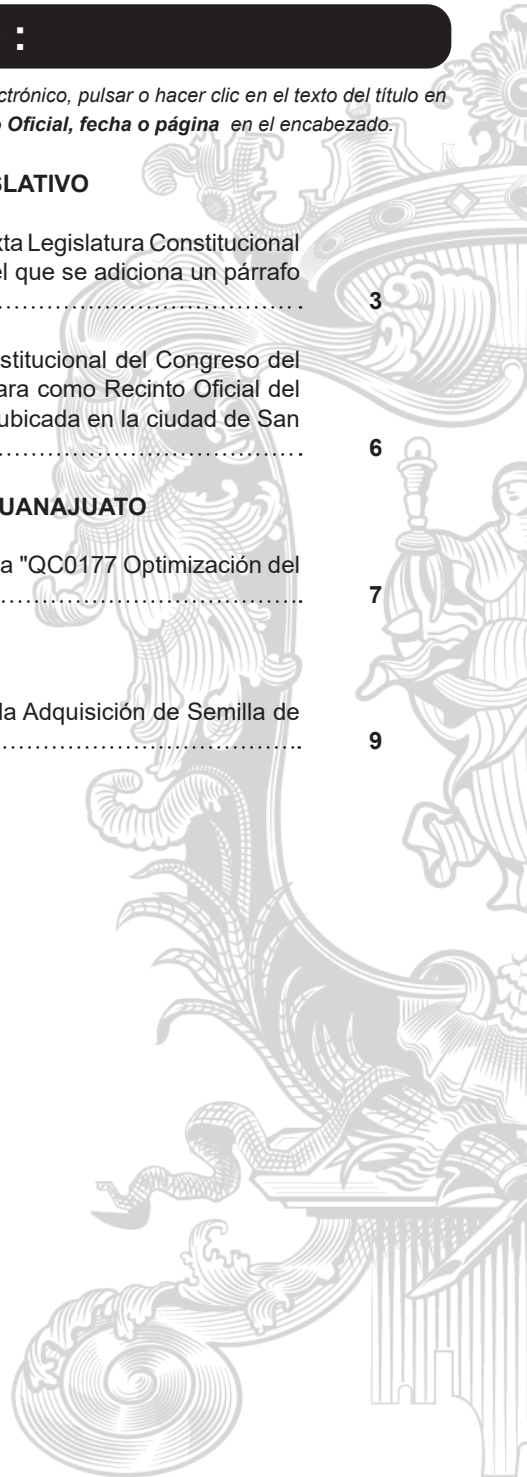 :
ctrónico, pulsar o hacer clic en el texto del título en
o Oficial, fecha o página en el encabezado.
SLATIVO
xta Legislatura Constitucional
el que se adiciona un párrafo
.............................................. 3
nstitucional del Congreso del
ara como Recinto Oficial del
ubicada en la ciudad de San
.............................................. 6
UANAJUATO
a "QC0177 Optimización del
.............................................. 7
la Adquisición de Semilla de
.............................................. 9